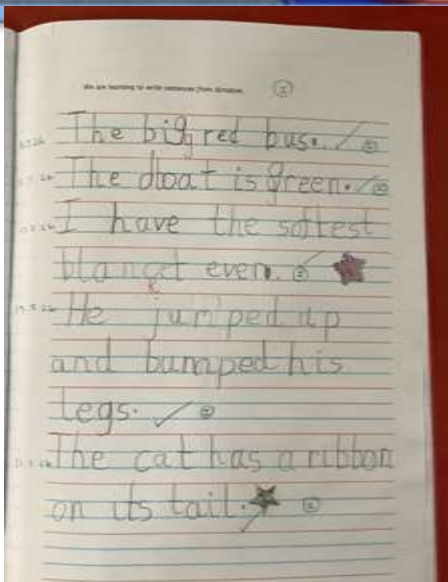 We are learning to write sentences from dictation.
The big red bus.
The doat is green.
I have the softest
blancet ever.
k
He jumped up
and bumped his
legs.
The cat has a ribbon
on its tail.